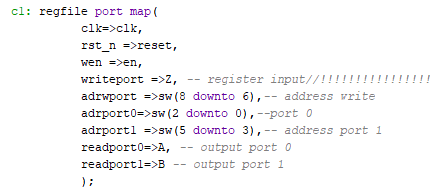 c1: regfile port map(
clk=>clk,
rst_n =>reset,
wen =>en,
writeport =>Z, -- register input//!!!!!!!!!!!!!!!!
adrwport =>sw(8 downto 6),-- address write
adrport0=>sw(2 downto 0),--port 0
adrport1 =>sw(5 downto 3),-- address port 1
readport0=>A, -- output port 0
readport1=>B -- output port 1
);